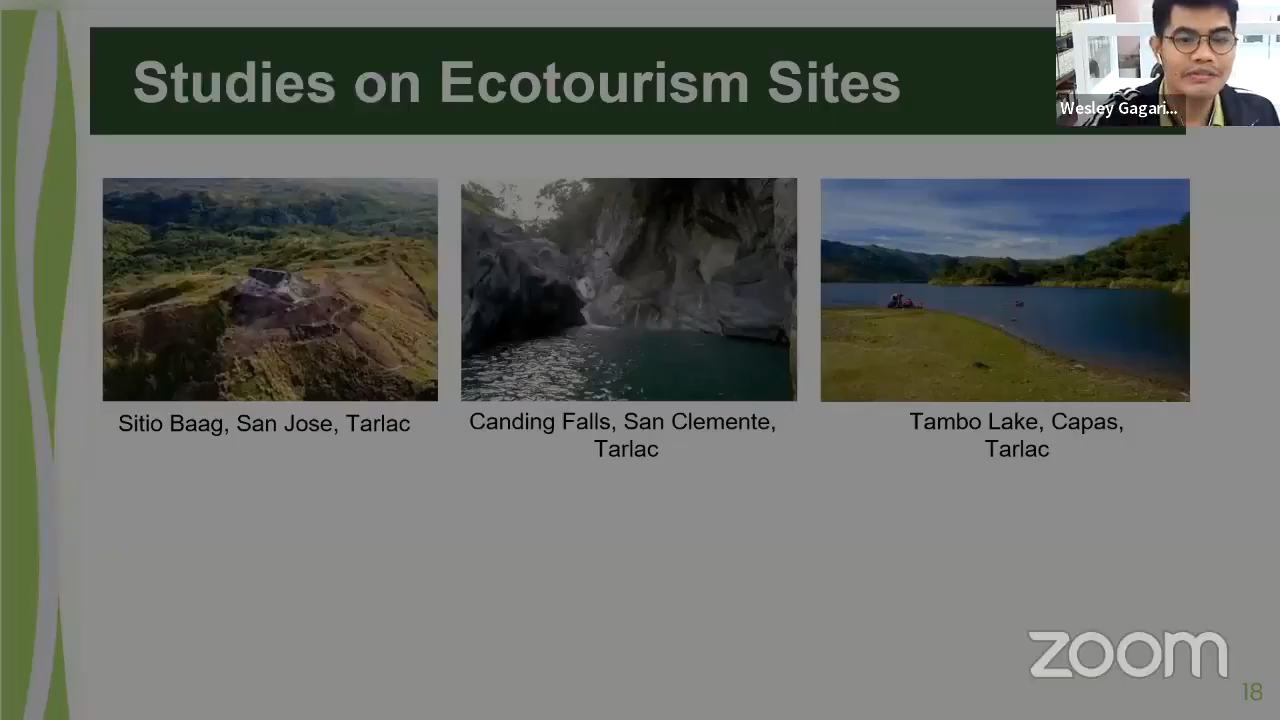 Studies on Ecotourism Sites
Wesley Gagari...
Sitio Baag, San Jose, Tarlac
Canding Falls, San Clemente,
Tarlac
Tambo Lake, Capas,
Tarlac
zoom
18